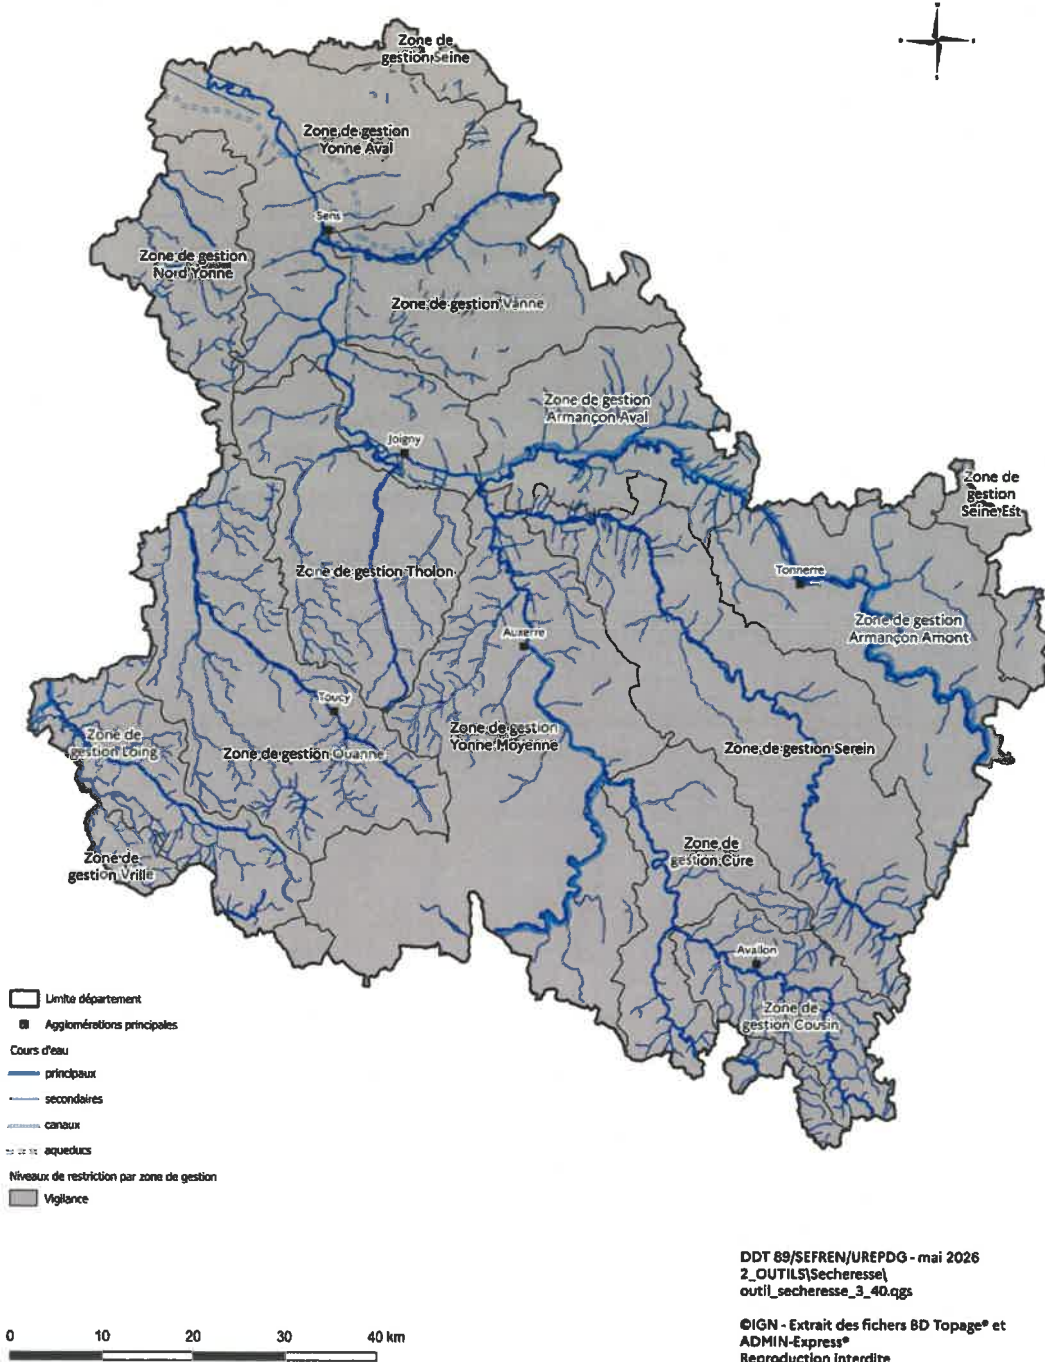 Zone de
gestion Seine
Zone de gestion
Yonne Aval
Sens
Zone de gestion
Nord Yonne
Zone de gestion Vanne
Zone de gestion
Armançon Aval
Joigny
Zone de
gestion
Seine Est
Zone de gestion Tholon
Tonnerre
Zone de gestion
Armançon Amont
Auxerre
Toucy
Zone de
gestion Loing
Zone de gestion Ouanne
Zone de gestion
Yonne Moyenne
Zone de gestion Serein
Zone de
gestion Cure
Zone de
gestion Vrille
Avallon
Zone de
gestion Cousin
Limite département
Agglomérations principales
Cours d'eau
principaux
secondaires
canaux
aqueducs
Niveaux de restriction par zone de gestion
Vigilance
DDT 89/SEFREN/UREPDG - mai 2026
2_OUTILS\Secheresse\
outil_secheresse_3_40.qgs
©IGN - Extrait des fichiers BD Topage® et
ADMIN-Express®
Reproduction interdite
0 10 20 30 40 km